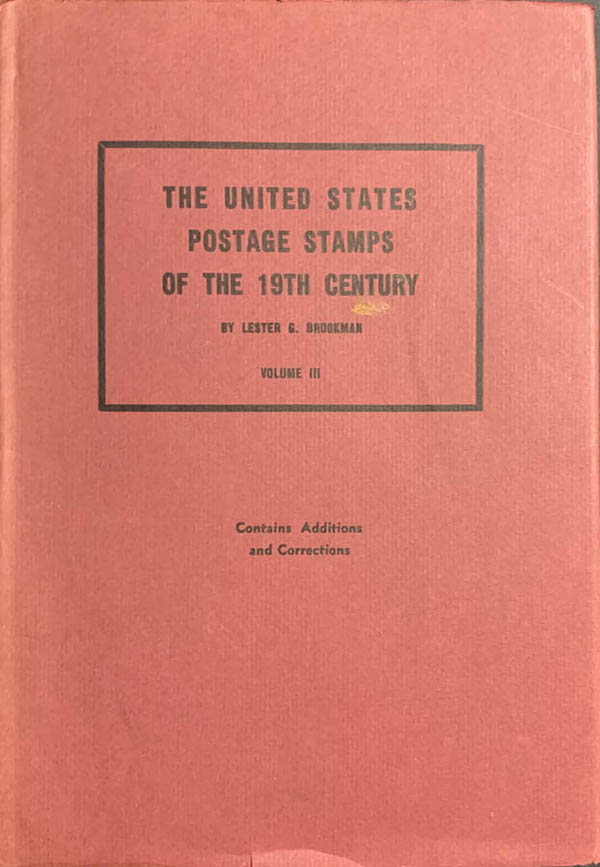 THE UNITED STATES
POSTAGE STAMPS
OF THE 19TH CENTURY
BY LESTER G. BROOKMAN
VOLUME III
Contains Additions
and Corrections